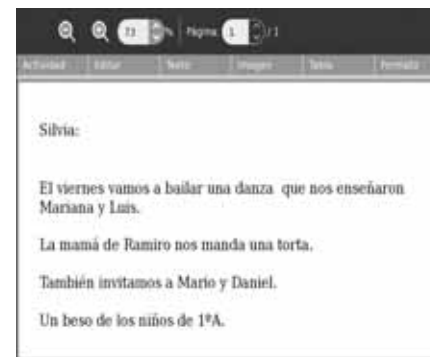 73 % Página 1 / 1
Actividad Editar Texto Imagen Tabla Formato
Silvia:
El viernes vamos a bailar una danza que nos enseñaron
Mariana y Luis.
La mamá de Ramiro nos manda una torta.
También invitamos a Mario y Daniel.
Un beso de los niños de 1ºA.